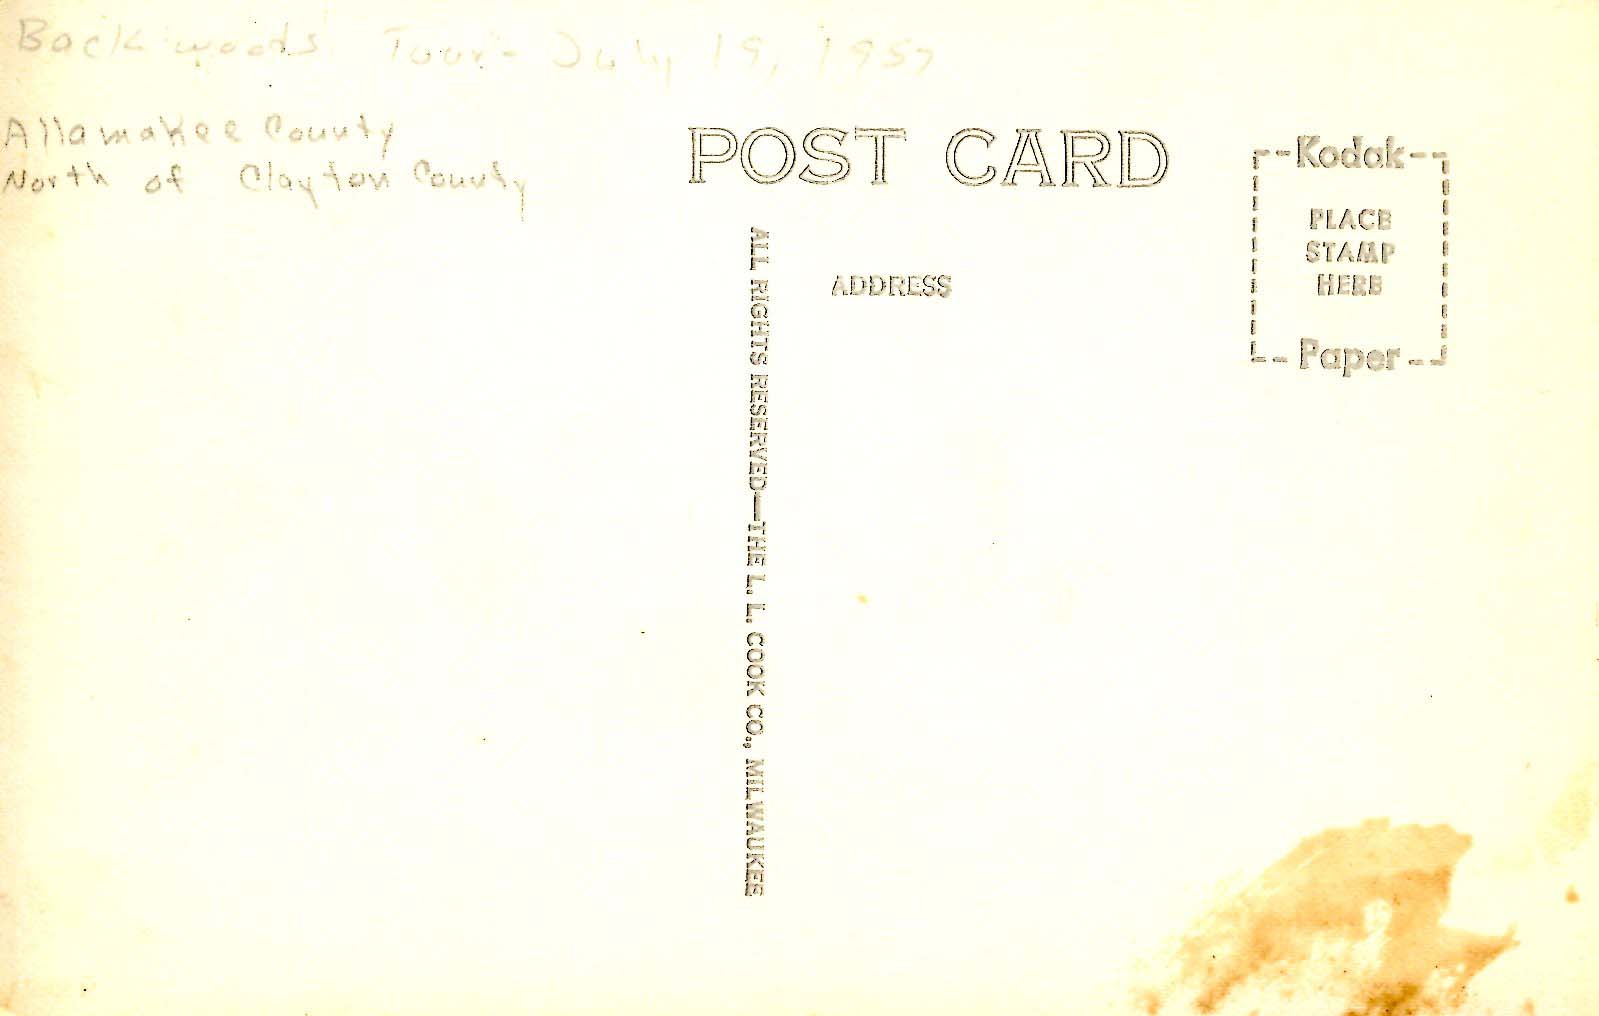 Backwoods Tour - July 19, 1957
Allamakee County
North of Clayton County
POST CARD
Kodak
PLACE
STAMP
HERE
Paper
ADDRESS
ALL RIGHTS RESERVED—THE L. L. COOK CO., MILWAUKEE